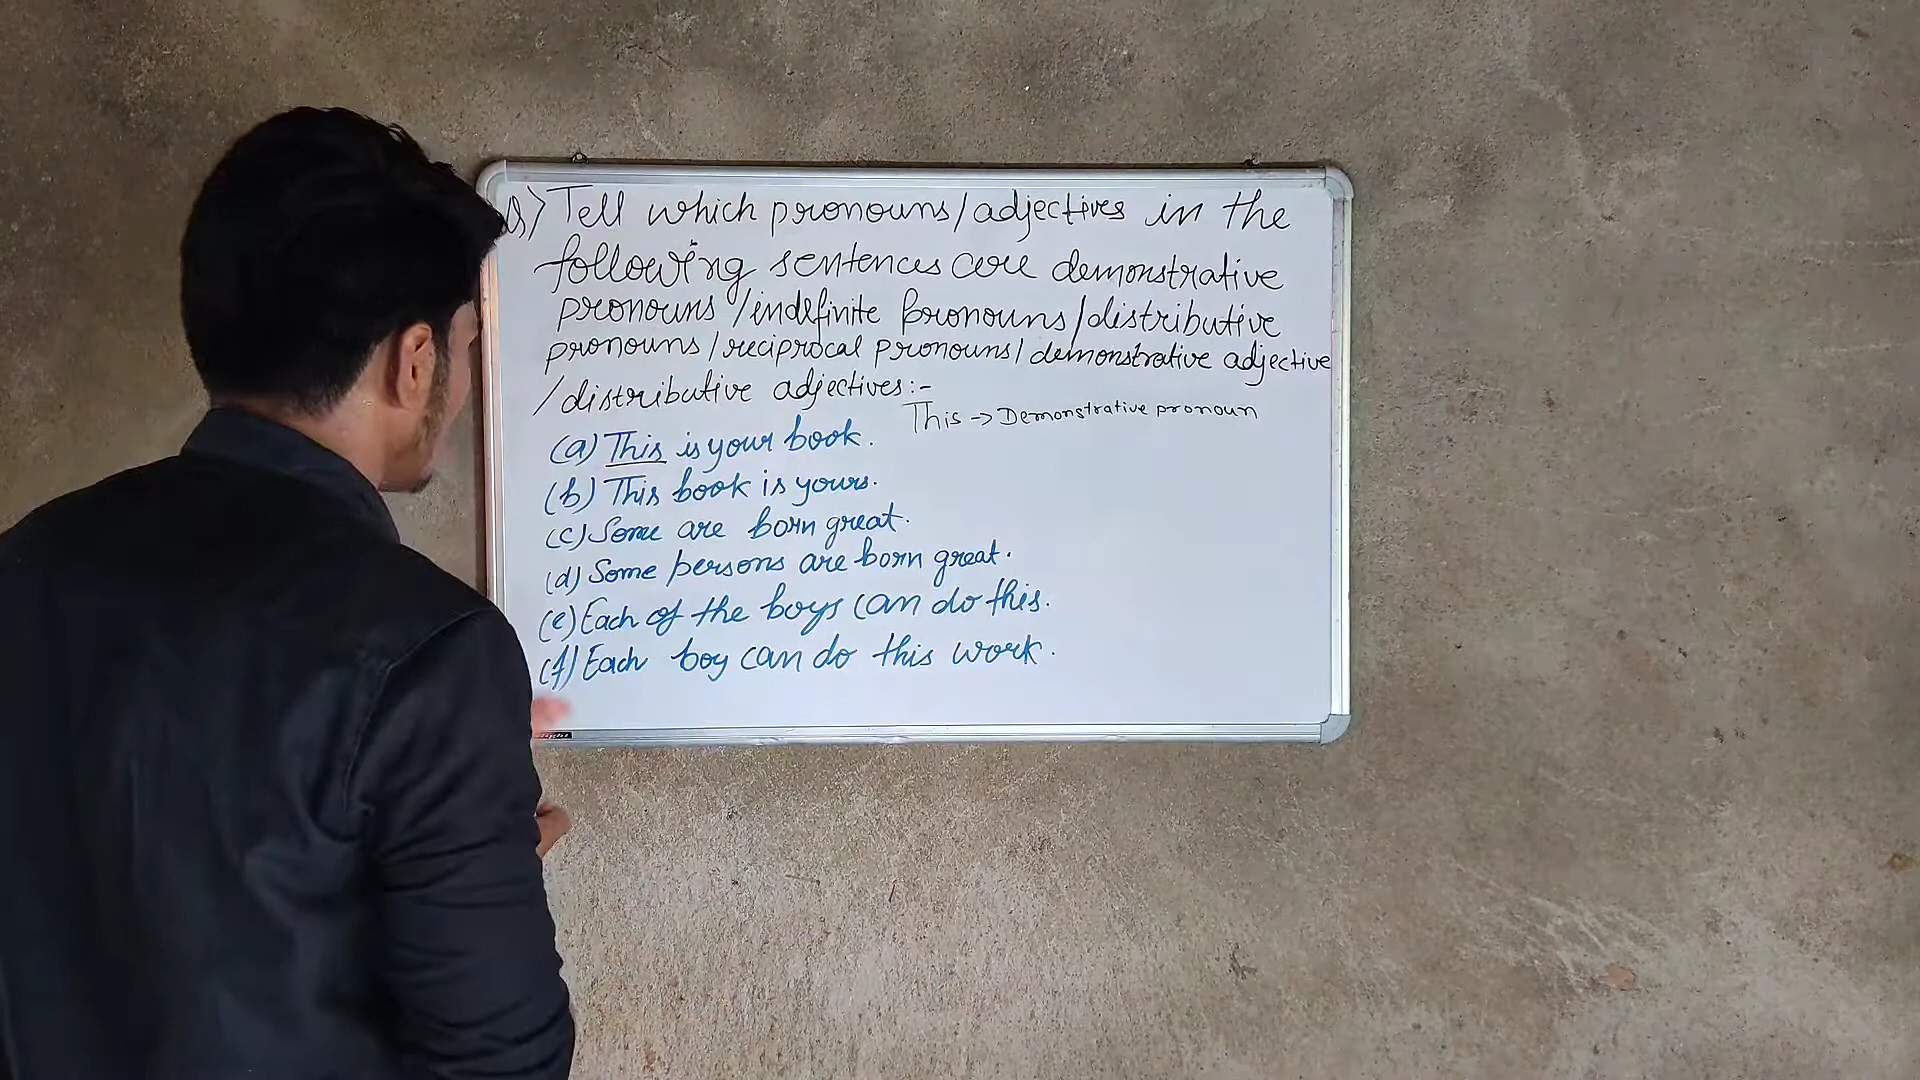 Q) Tell which pronouns/adjectives in the
following sentences are demonstrative
pronouns/indefinite pronouns/distributive
pronouns/reciprocal pronouns/demonstrative adjective
/distributive adjectives:-
This → Demonstrative pronoun
(a) This is your book.
(b) This book is yours.
(c) Some are born great.
(d) Some persons are born great.
(e) Each of the boys can do this.
(f) Each boy can do this work.